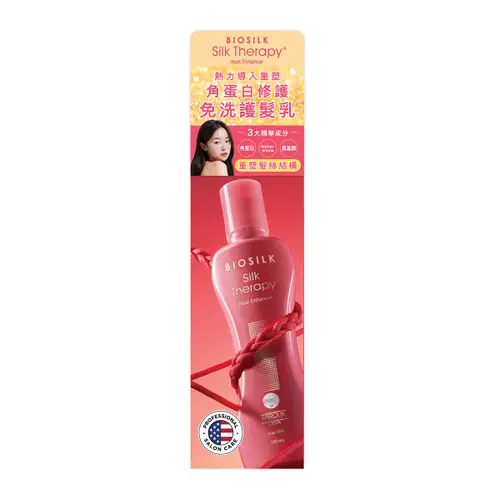 BIOSILK
Silk Therapy®
Heat Enhancer
熱力導入重塑
角蛋白修護
免洗護髮乳
3大精華成分
角蛋白
胺基酸
重塑髮絲結構
BIOSILK
Silk
Therapy
Heat Enhancer
FAROUK
PROFESSIONAL
SALON CARE